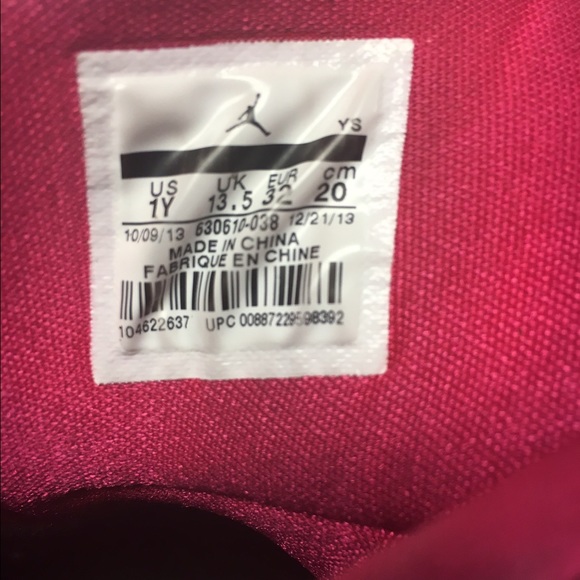 YS
US UK EUR cm
1Y 13.5 32 20
10/09/13 630610-038 12/21/13
MADE IN CHINA
FABRIQUE EN CHINE
104622637 UPC 00887229598392